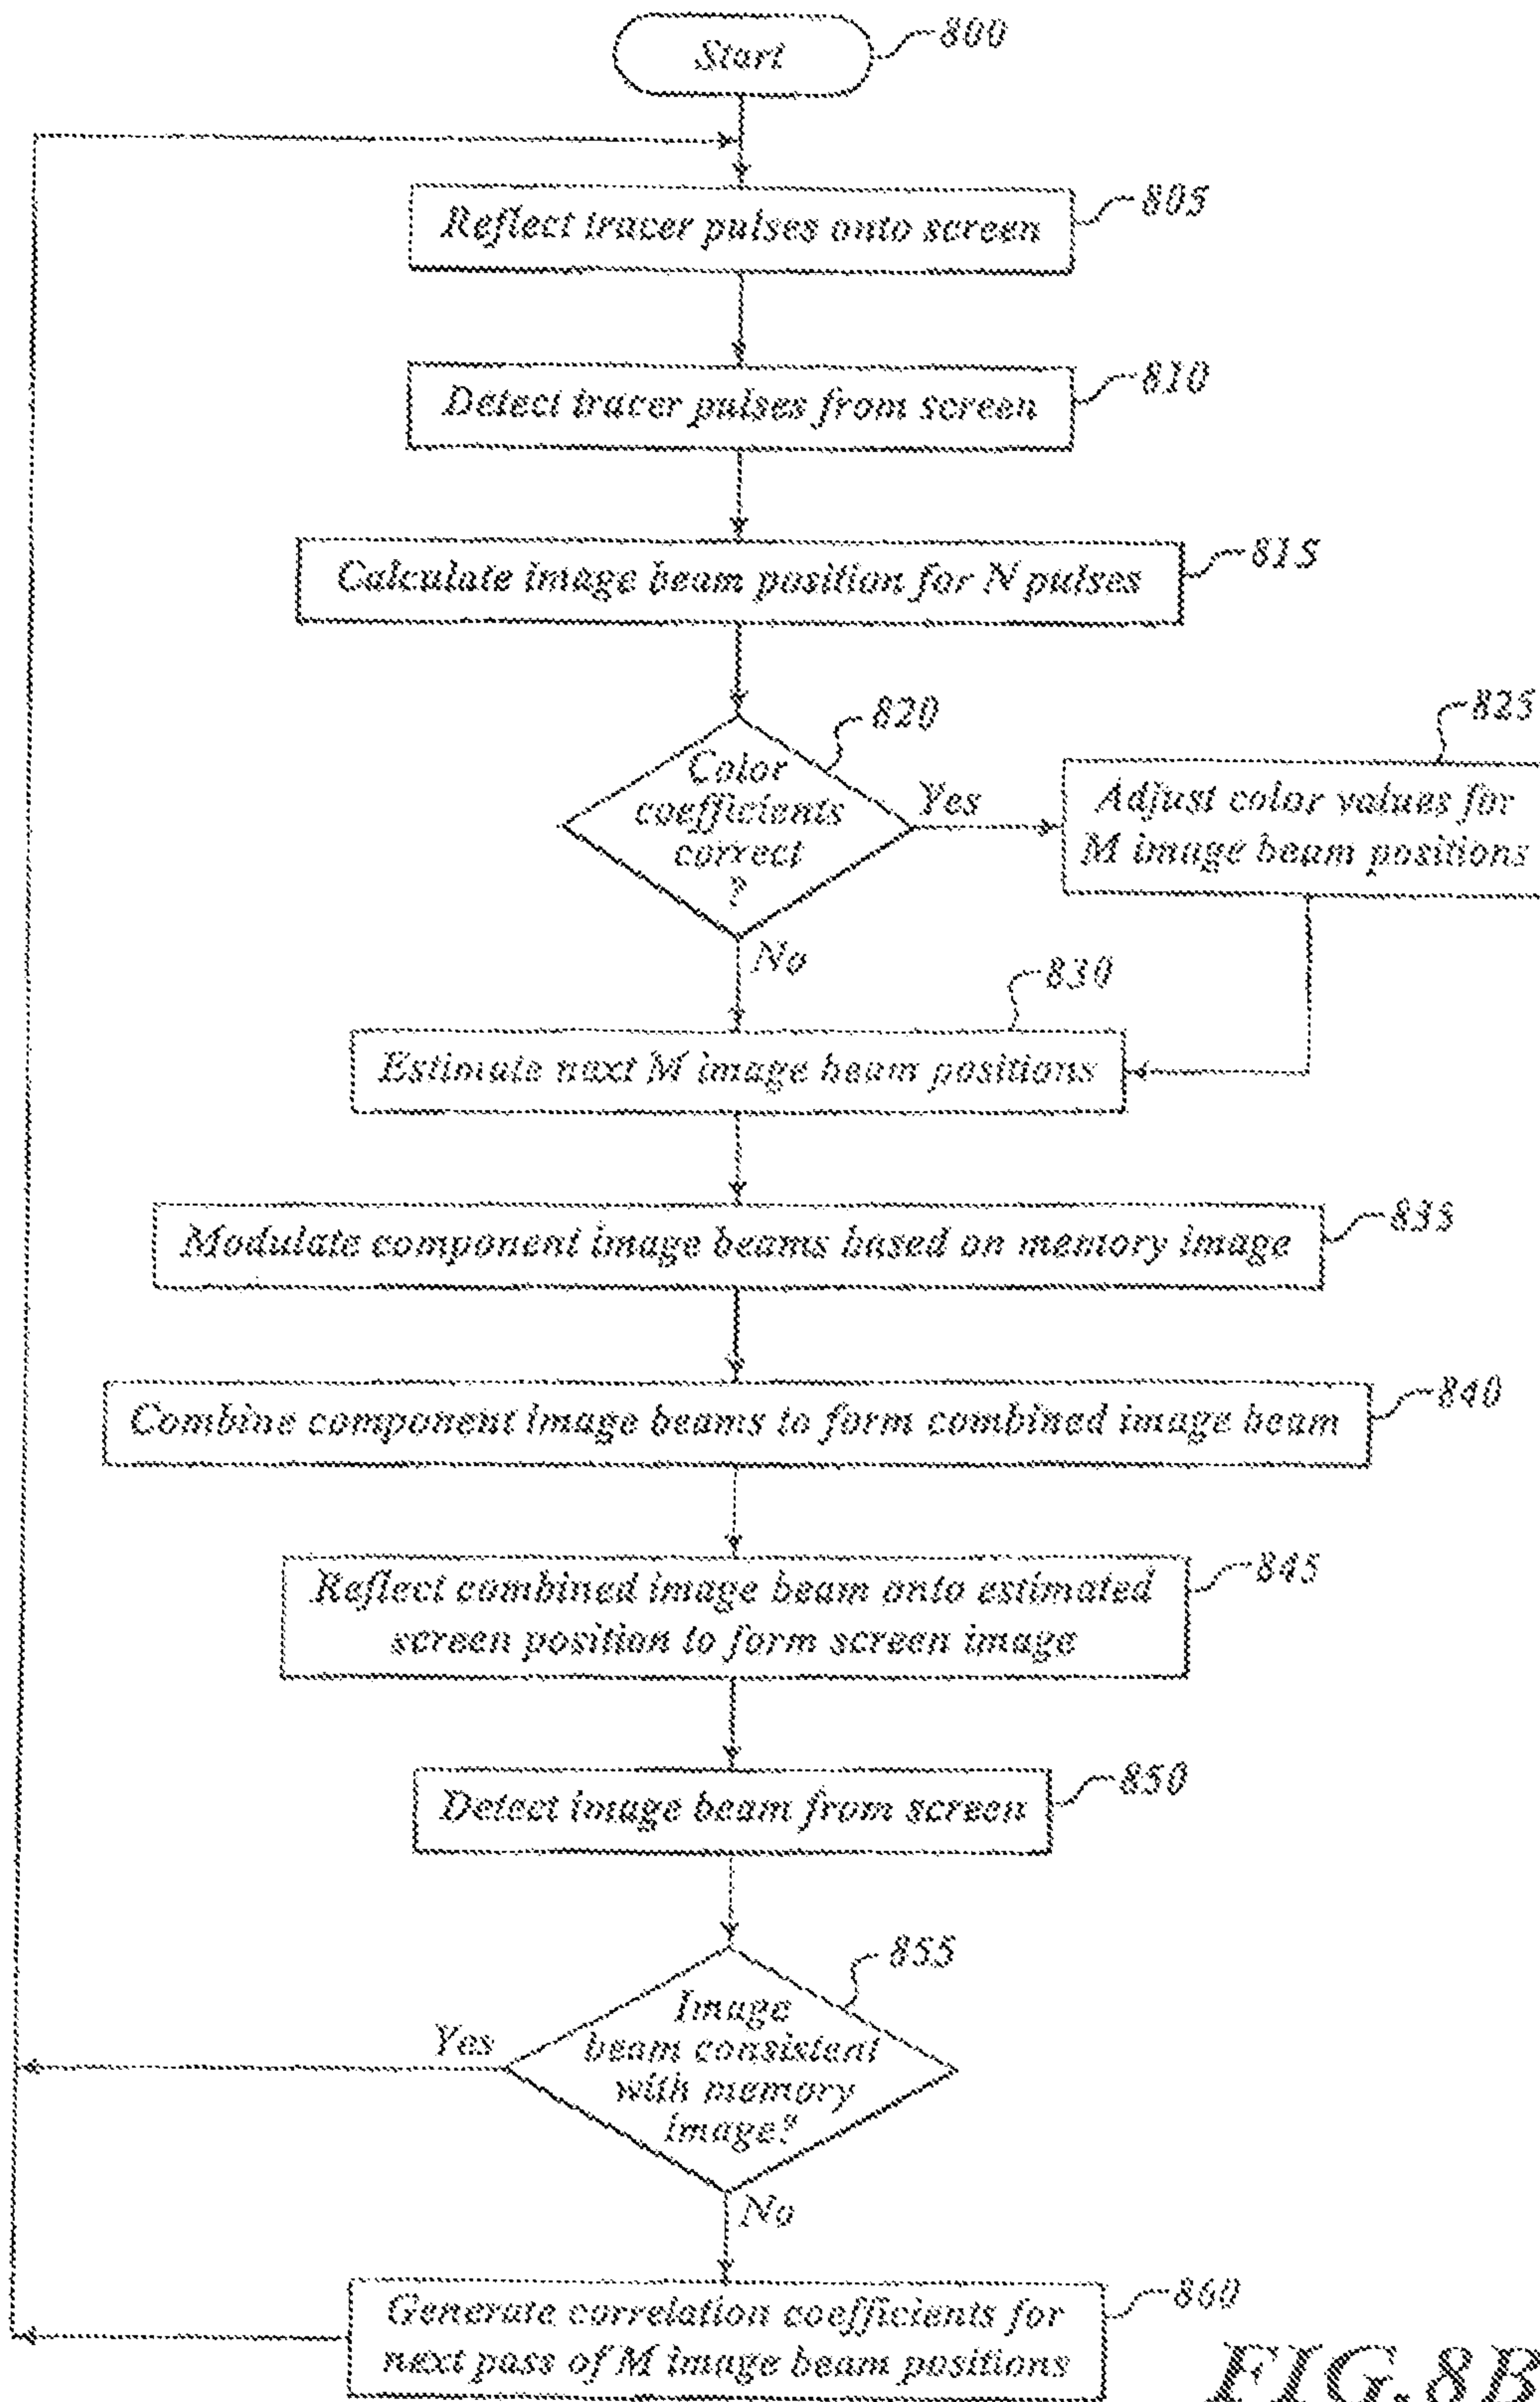 Start
800
Reflect tracer pulses onto screen
805
Detect tracer pulses from screen
810
Calculate image beam position for N pulses
815
820
Color
coefficients
correct
?
Yes
No
825
Adjust color values for
M image beam positions
830
Estimate next M image beam positions
Modulate component image beams based on memory image
835
Combine component image beams to form combined image beam
840
Reflect combined image beam onto estimated
screen position to form screen image
845
Detect image beam from screen
850
855
Image
beam consistent
with memory
image?
Yes
No
Generate correlation coefficients for
next pass of M image beam positions
860
FIG.8B